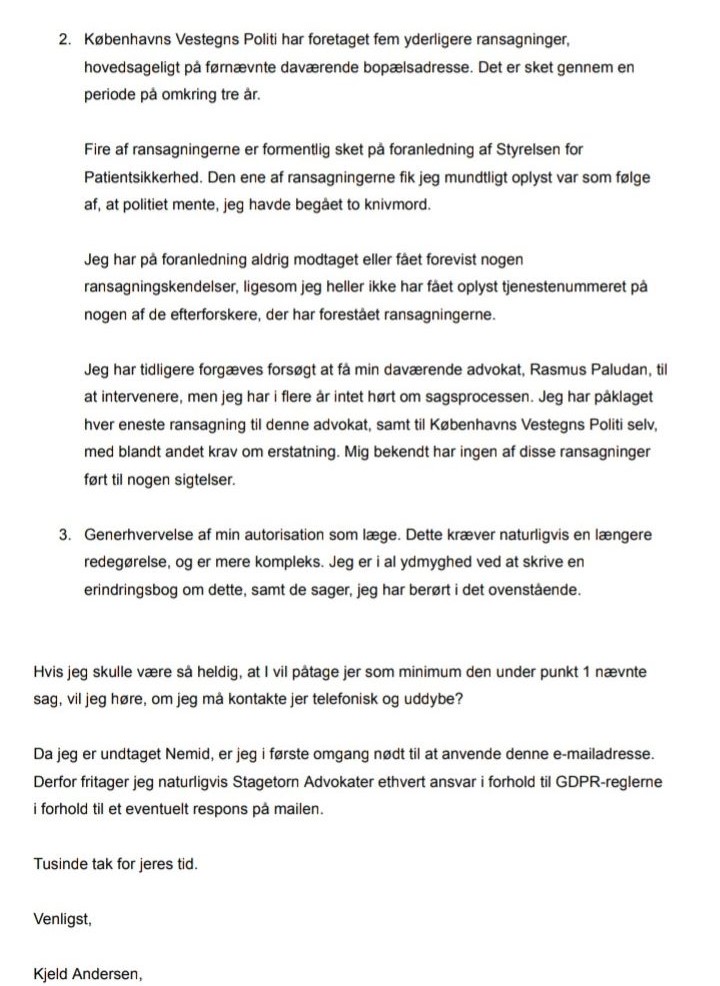 2. Københavns Vestegns Politi har foretaget fem yderligere ransagninger,
hovedsageligt på førnævnte daværende bopælsadresse. Det er sket gennem en
periode på omkring tre år.
Fire af ransagningerne er formentlig sket på foranledning af Styrelsen for
Patientsikkerhed. Den ene af ransagningerne fik jeg mundtligt oplyst var som følge
af, at politiet mente, jeg havde begået to knivmord.
Jeg har på foranledning aldrig modtaget eller fået forevist nogen
ransagningskendelser, ligesom jeg heller ikke har fået oplyst tjenestenummeret på
nogen af de efterforskere, der har forestået ransagningerne.
Jeg har tidligere forgæves forsøgt at få min daværende advokat, Rasmus Paludan, til
at intervenere, men jeg har i flere år intet hørt om sagsprocessen. Jeg har påklaget
hver eneste ransagning til denne advokat, samt til Københavns Vestegns Politi selv,
med blandt andet krav om erstatning. Mig bekendt har ingen af disse ransagninger
ført til nogen sigtelser.
3. Generhvervelse af min autorisation som læge. Dette kræver naturligvis en længere
redegørelse, og er mere kompleks. Jeg er i al ydmyghed ved at skrive en
erindringsbog om dette, samt de sager, jeg har berørt i det ovenstående.
Hvis jeg skulle være så heldig, at I vil påtage jer som minimum den under punkt 1 nævnte
sag, vil jeg høre, om jeg må kontakte jer telefonisk og uddybe?
Da jeg er undtaget Nemid, er jeg i første omgang nødt til at anvende denne e-mailadresse.
Derfor fritager jeg naturligvis Stagetorn Advokater ethvert ansvar i forhold til GDPR-reglerne
i forhold til et eventuelt respons på mailen.
Tusinde tak for jeres tid.
Venligst,
Kjeld Andersen,